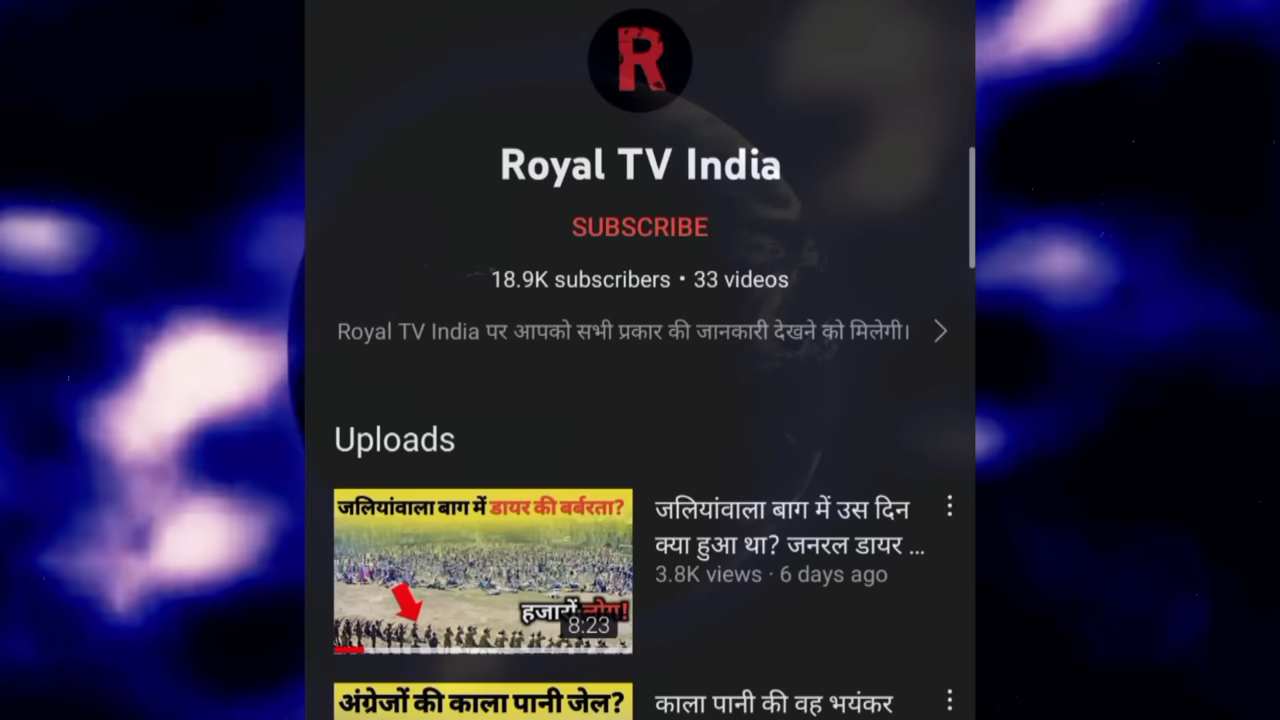 R
Royal TV India
SUBSCRIBE
18.9K subscribers • 33 videos
Royal TV India पर आपको सभी प्रकार की जानकारी देखने को मिलेगी।
Uploads
जलियांवाला बाग में डायर की बर्बरता?
हजारों लोग!
8:23
जलियांवाला बाग में उस दिन
क्या हुआ था? जनरल डायर ...
3.8K views · 6 days ago
अंग्रेजों की काला पानी जेल?
काला पानी की वह भयंकर